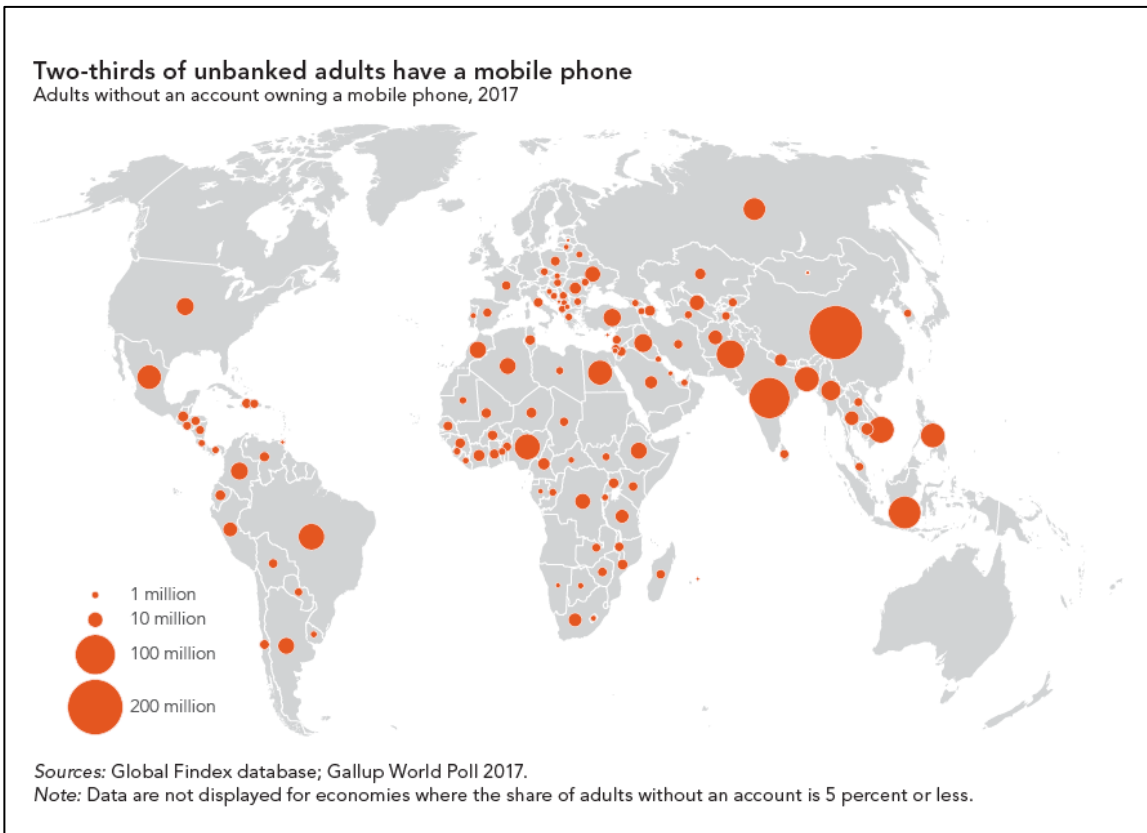 Two-thirds of unbanked adults have a mobile phone
Adults without an account owning a mobile phone, 2017
1 million
10 million
100 million
200 million
Sources: Global Findex database; Gallup World Poll 2017.
Note: Data are not displayed for economies where the share of adults without an account is 5 percent or less.